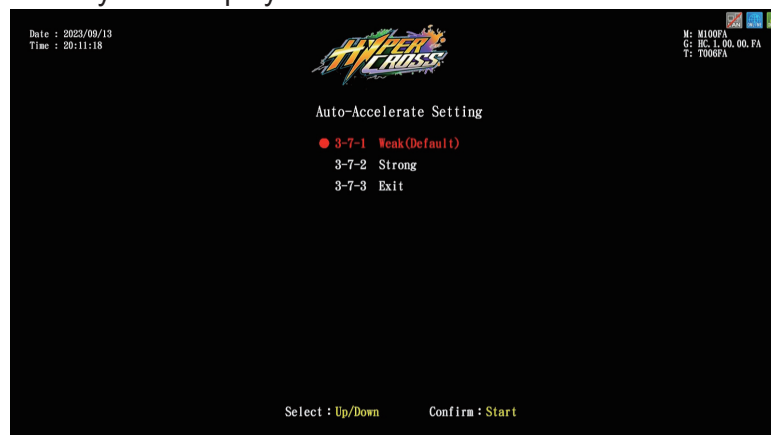 Date : 2023/09/13
Time : 20:11:18
HYPER
CROSS
LAN
M: M100FA
G: HC.1.00.00.FA
T: T006FA
Auto-Accelerate Setting
3-7-1 Weak(Default)
3-7-2 Strong
3-7-3 Exit
Select：Up/Down Confirm：Start